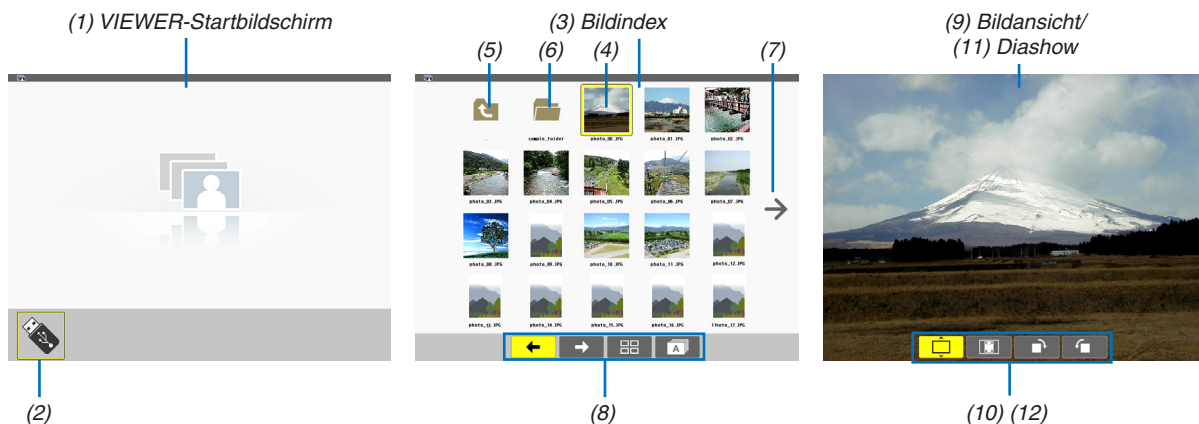 (1) VIEWER-Startbildschirm
(3) Bildindex
(9) Bildansicht/
(11) Diashow
(5)
(6)
(4)
(7)
sample_folder
photo_00.JPG
photo_01.JPG
photo_02.JPG
photo_03.JPG
photo_04.JPG
photo_05.JPG
photo_06.JPG
photo_07.JPG
photo_08.JPG
photo_09.JPG
photo_10.JPG
photo_11.JPG
photo_12.JPG
photo_13.JPG
photo_14.JPG
photo_15.JPG
photo_16.JPG
A
(2)
(8)
(10) (12)